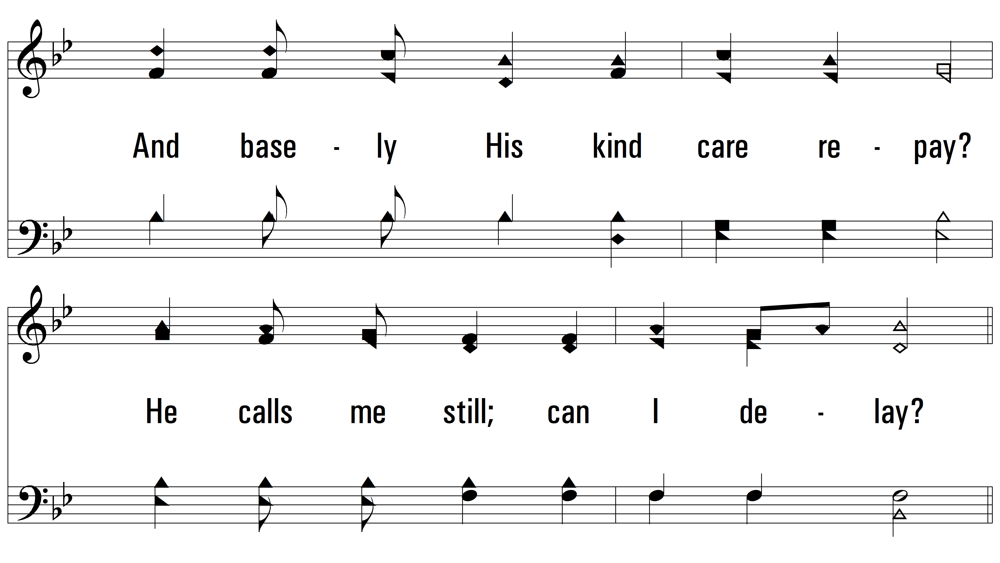 And base - ly His kind care re - pay?
He calls me still; can I de - lay?